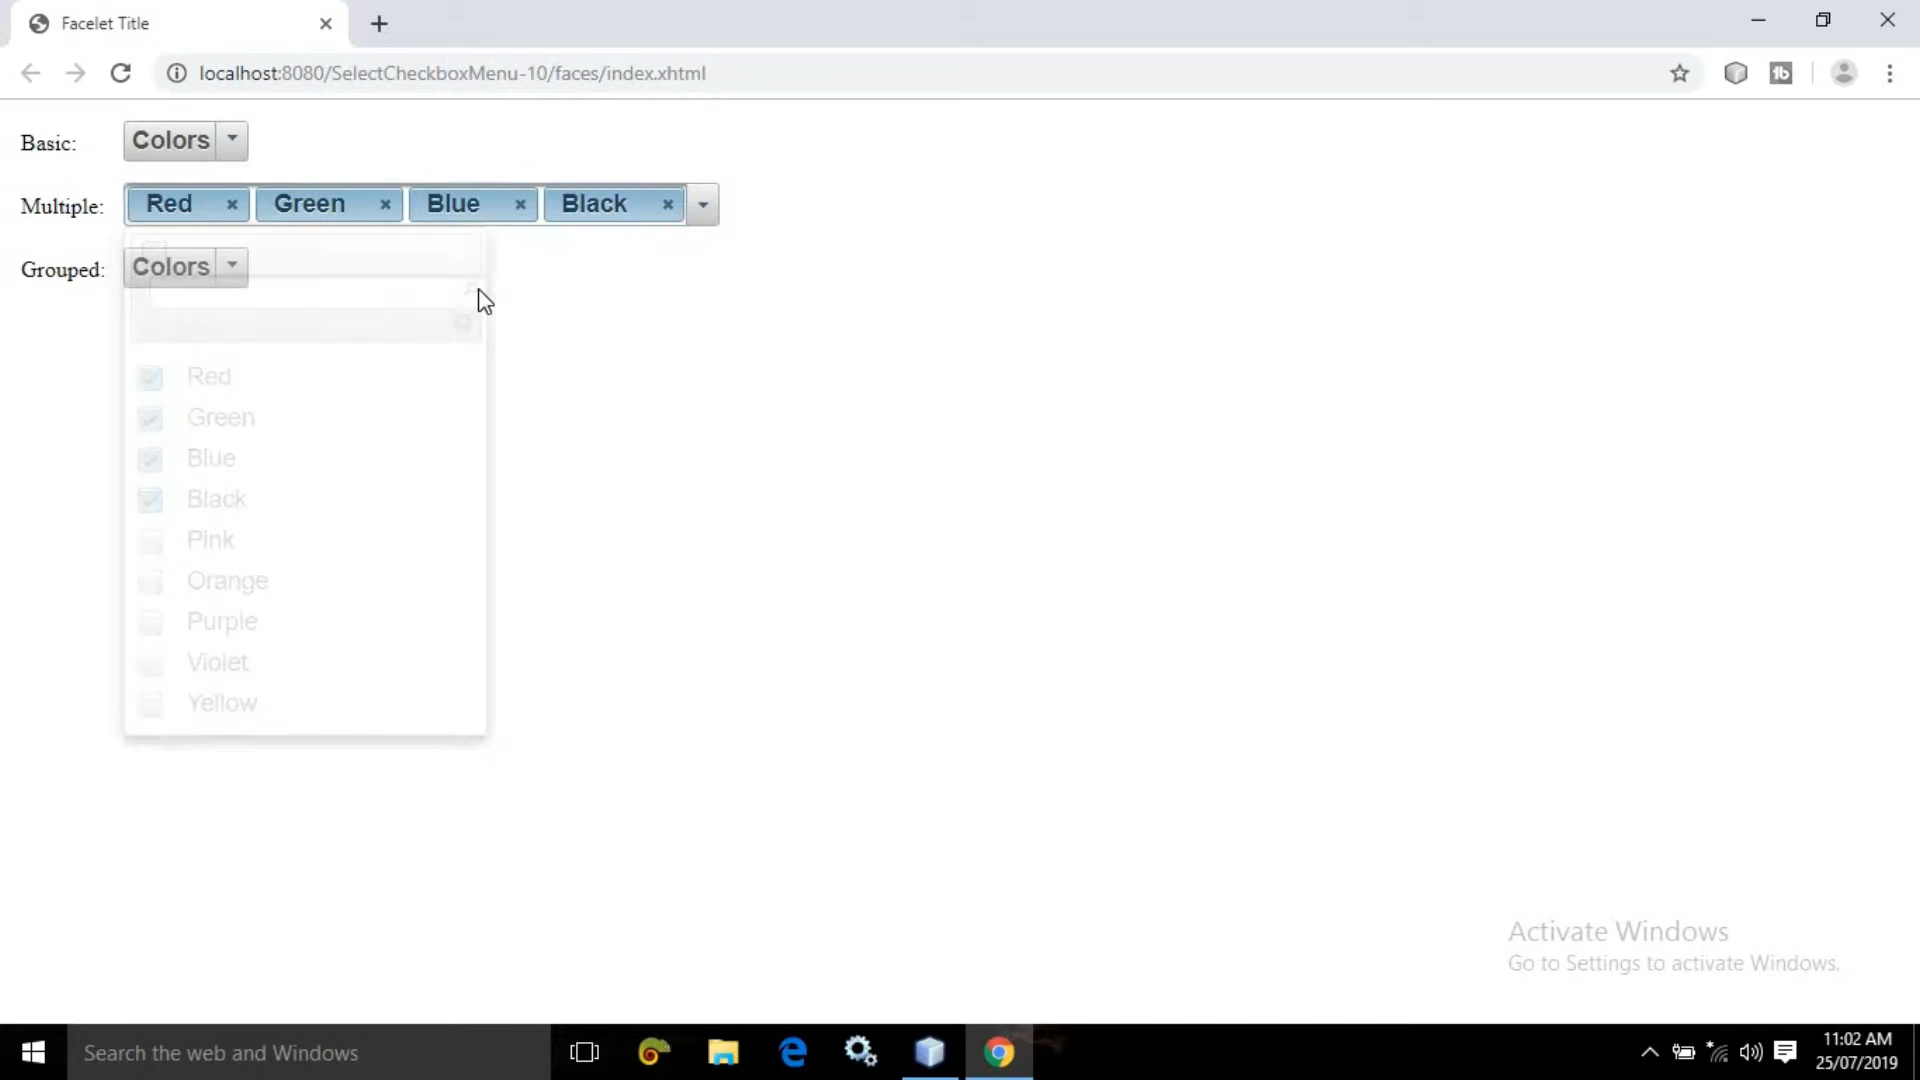 Facelet Title
localhost:8080/SelectCheckboxMenu-10/faces/index.xhtml
Basic: Colors
Multiple: Red Green Blue Black
Grouped: Colors
Red
Green
Blue
Black
Pink
Orange
Purple
Violet
Yellow
Activate Windows
Go to Settings to activate Windows.
Search the web and Windows
11:02 AM
25/07/2019